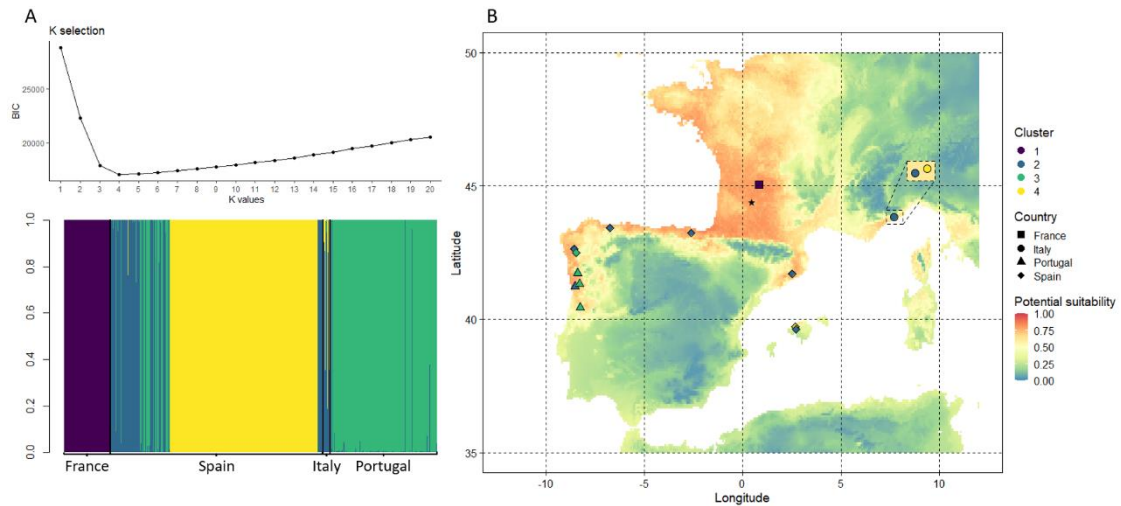 A
K selection
BIC
25000
20000
1 2 3 4 5 6 7 8 9 10 11 12 13 14 15 16 17 18 19 20
K values
1.0
0.8
0.6
0.4
0.2
0.0
France Spain Italy Portugal
B
Latitude
50
45
40
35
-10 -5 0 5 10
Longitude
Cluster
1
2
3
4
Country
France
Italy
Portugal
Spain
Potential suitability
1.00
0.75
0.50
0.25
0.00